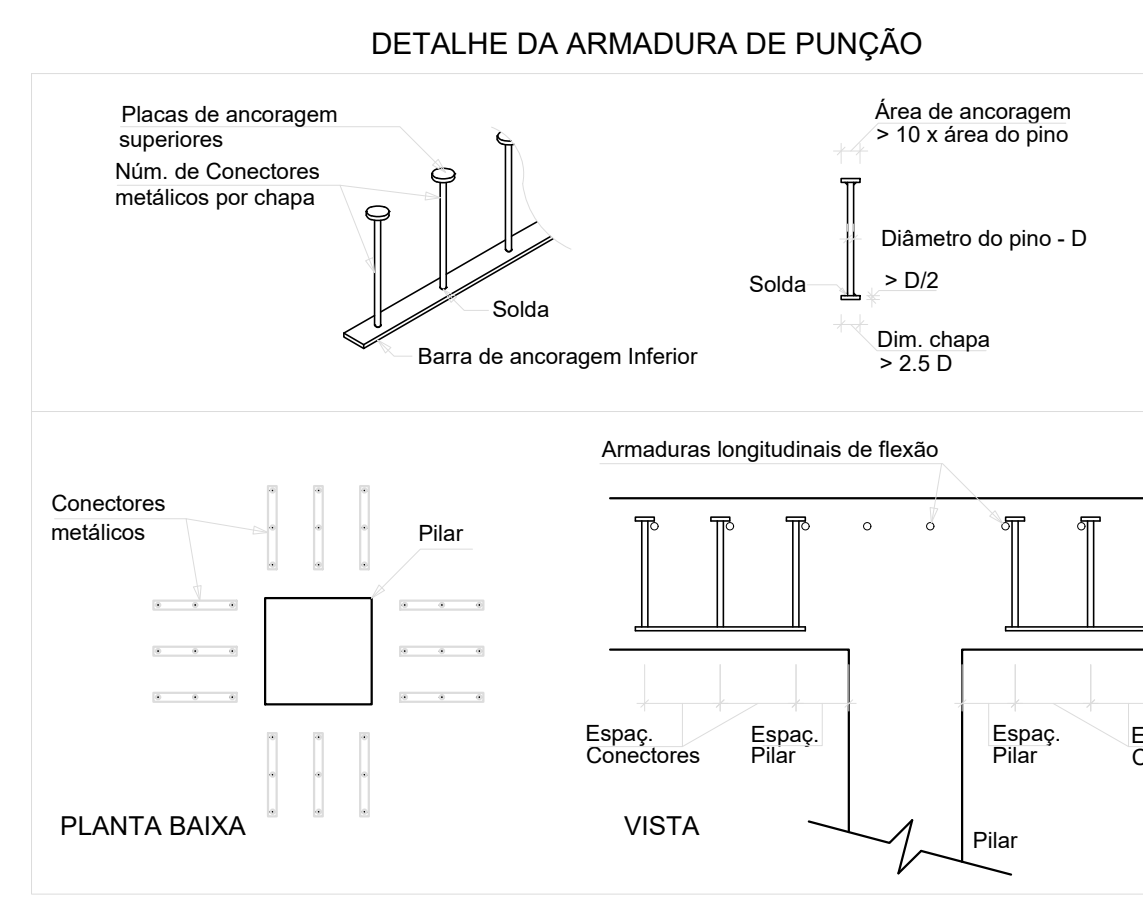 DETALHE DA ARMADURA DE PUNÇÃO
Placas de ancoragem
superiores
Núm. de Conectores
metálicos por chapa
Solda
Barra de ancoragem Inferior
Área de ancoragem
> 10 x área do pino
Diâmetro do pino - D
Solda
> D/2
Dim. chapa
> 2.5 D
Conectores
metálicos
Pilar
PLANTA BAIXA
Armaduras longitudinais de flexão
Espaç.
Conectores
Espaç.
Pilar
Espaç.
Pilar
E
C
VISTA
Pilar